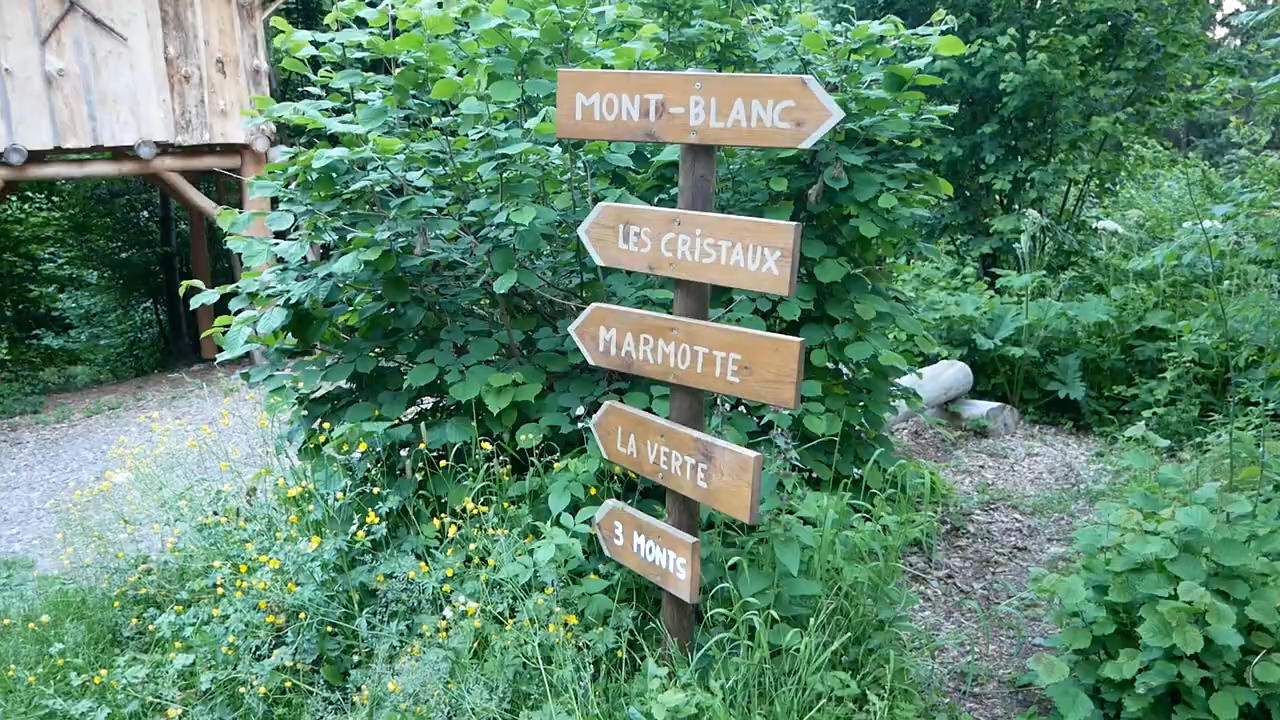 MONT-BLANC
LES CRISTAUX
MARMOTTE
LA VERTE
3 MONTS